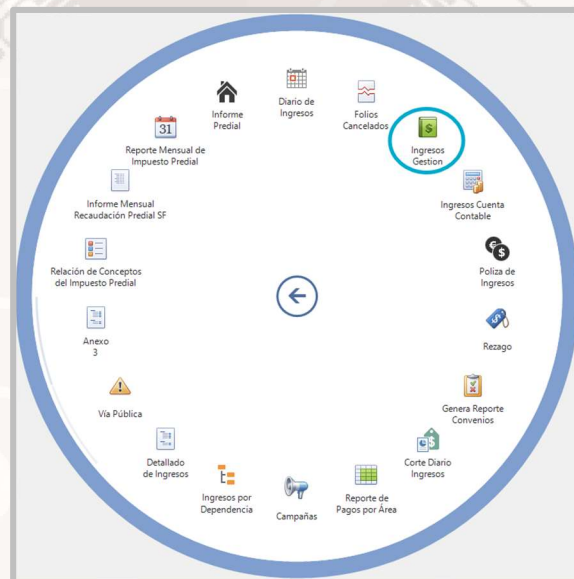 Diario de
Ingresos
Folios
Cancelados
$
Ingresos
Gestion
Ingresos Cuenta
Contable
Poliza de
Ingresos
Rezago
Genera Reporte
Convenios
Corte Diario
Ingresos
Reporte de
Pagos por Área
Campañas
Ingresos por
Dependencia
Detallado
de Ingresos
Vía Pública
Anexo
3
Relación de Conceptos
del Impuesto Predial
Informe Mensual
Recaudación Predial SF
31
Reporte Mensual de
Impuesto Predial
Informe
Predial